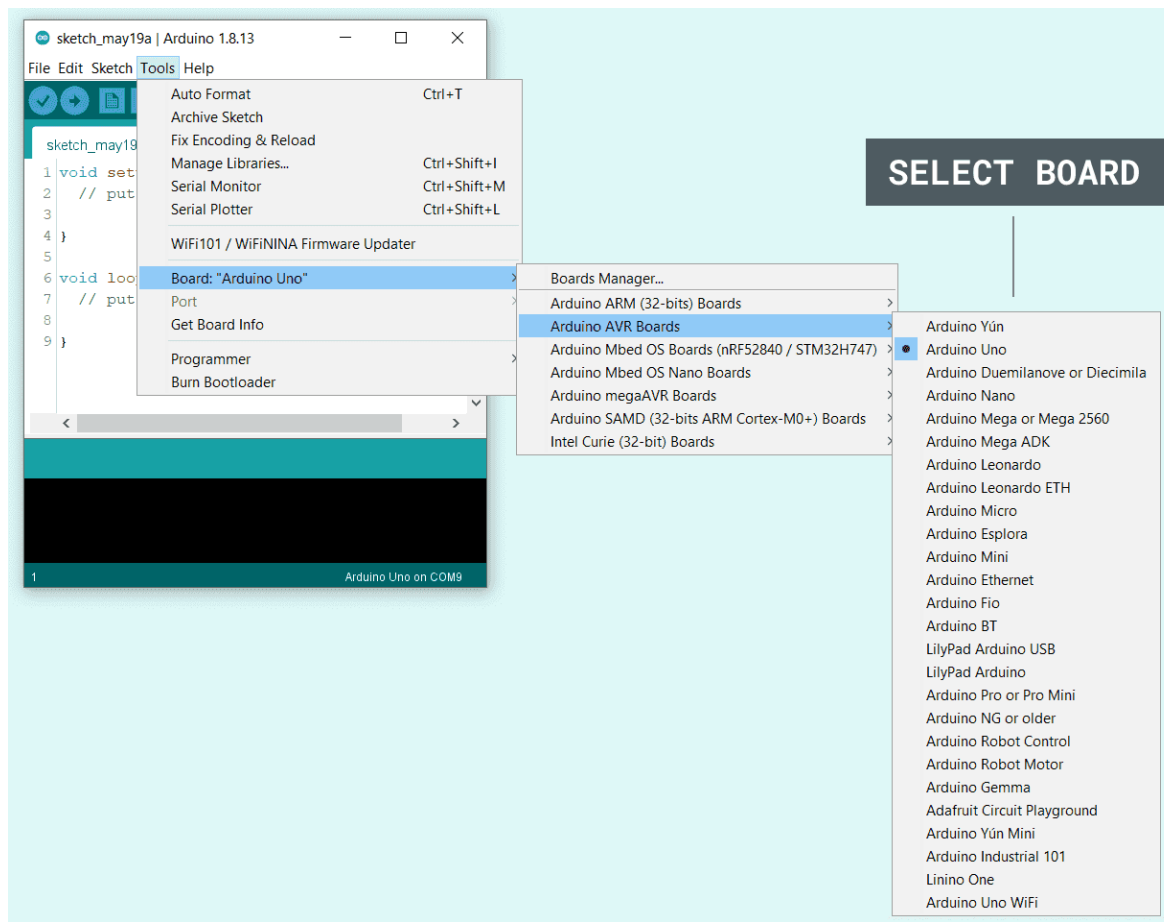 sketch_may19a | Arduino 1.8.13
File Edit Sketch Tools Help
Auto Format Ctrl+T
Archive Sketch
Fix Encoding & Reload
Manage Libraries... Ctrl+Shift+I
Serial Monitor Ctrl+Shift+M
Serial Plotter Ctrl+Shift+L
WiFi101 / WiFiNINA Firmware Updater
Board: "Arduino Uno"
Port
Get Board Info
Programmer
Burn Bootloader
sketch_may19
1 void set
2 // put
3
4 }
5
6 void loo
7 // put
8
9 }
1 Arduino Uno on COM9
Boards Manager...
Arduino ARM (32-bits) Boards
Arduino AVR Boards
Arduino Mbed OS Boards (nRF52840 / STM32H747)
Arduino Mbed OS Nano Boards
Arduino megaAVR Boards
Arduino SAMD (32-bits ARM Cortex-M0+) Boards
Intel Curie (32-bit) Boards
SELECT BOARD
Arduino Yún
Arduino Uno
Arduino Duemilanove or Diecimila
Arduino Nano
Arduino Mega or Mega 2560
Arduino Mega ADK
Arduino Leonardo
Arduino Leonardo ETH
Arduino Micro
Arduino Esplora
Arduino Mini
Arduino Ethernet
Arduino Fio
Arduino BT
LilyPad Arduino USB
LilyPad Arduino
Arduino Pro or Pro Mini
Arduino NG or older
Arduino Robot Control
Arduino Robot Motor
Arduino Gemma
Adafruit Circuit Playground
Arduino Yún Mini
Arduino Industrial 101
Linino One
Arduino Uno WiFi